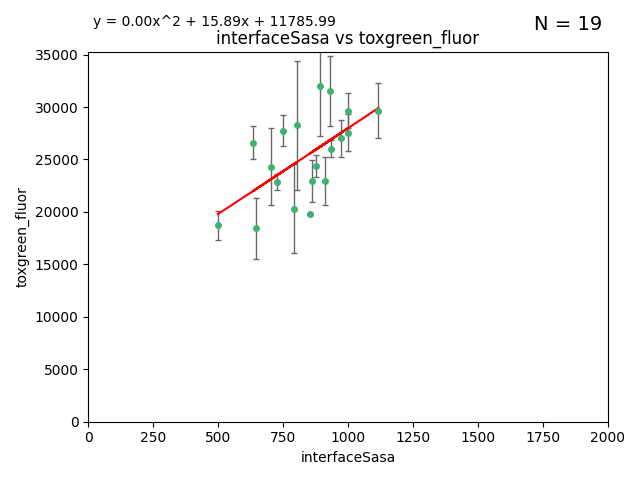 y = 0.00x^2 + 15.89x + 11785.99
N = 19
interfaceSasa vs toxgreen_fluor
35000
30000
25000
20000
15000
10000
5000
0
toxgreen_fluor
0 250 500 750 1000 1250 1500 1750 2000
interfaceSasa